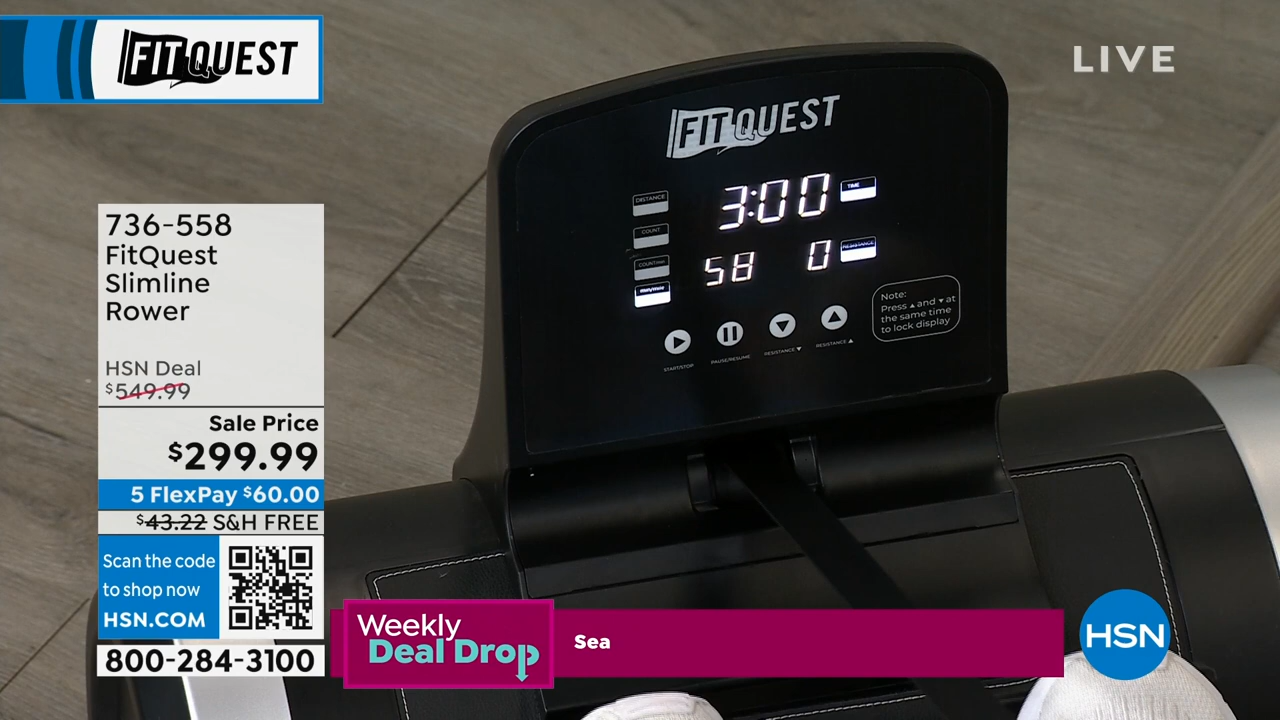 FITQUEST
LIVE
736-558
FitQuest
Slimline
Rower
HSN Deal
$549.99
Sale Price
$299.99
5 FlexPay $60.00
$43.22 S&H FREE
Scan the code
to shop now
HSN.COM
800-284-3100
FITQUEST
DISTANCE
3:00
TIME
COUNT
COUNT/min
58
0
RESISTANCE
START/STOP
PAUSE/RESUME
RESISTANCE ▼
RESISTANCE ▲
Note:
Press ▲ and ▼ at
the same time
to lock display
Weekly
Deal Drop
Sea
HSN